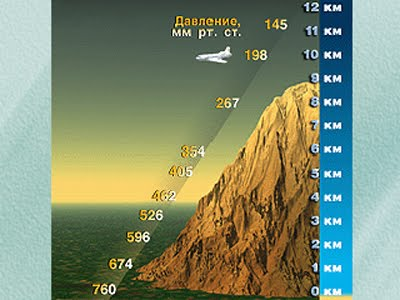 12 км
Давление,
мм рт. ст.
145
11 км
198
10 км
9 км
267
8 км
7 км
354
6 км
405
5 км
462
4 км
526
3 км
596
2 км
674
1 км
760
0 км